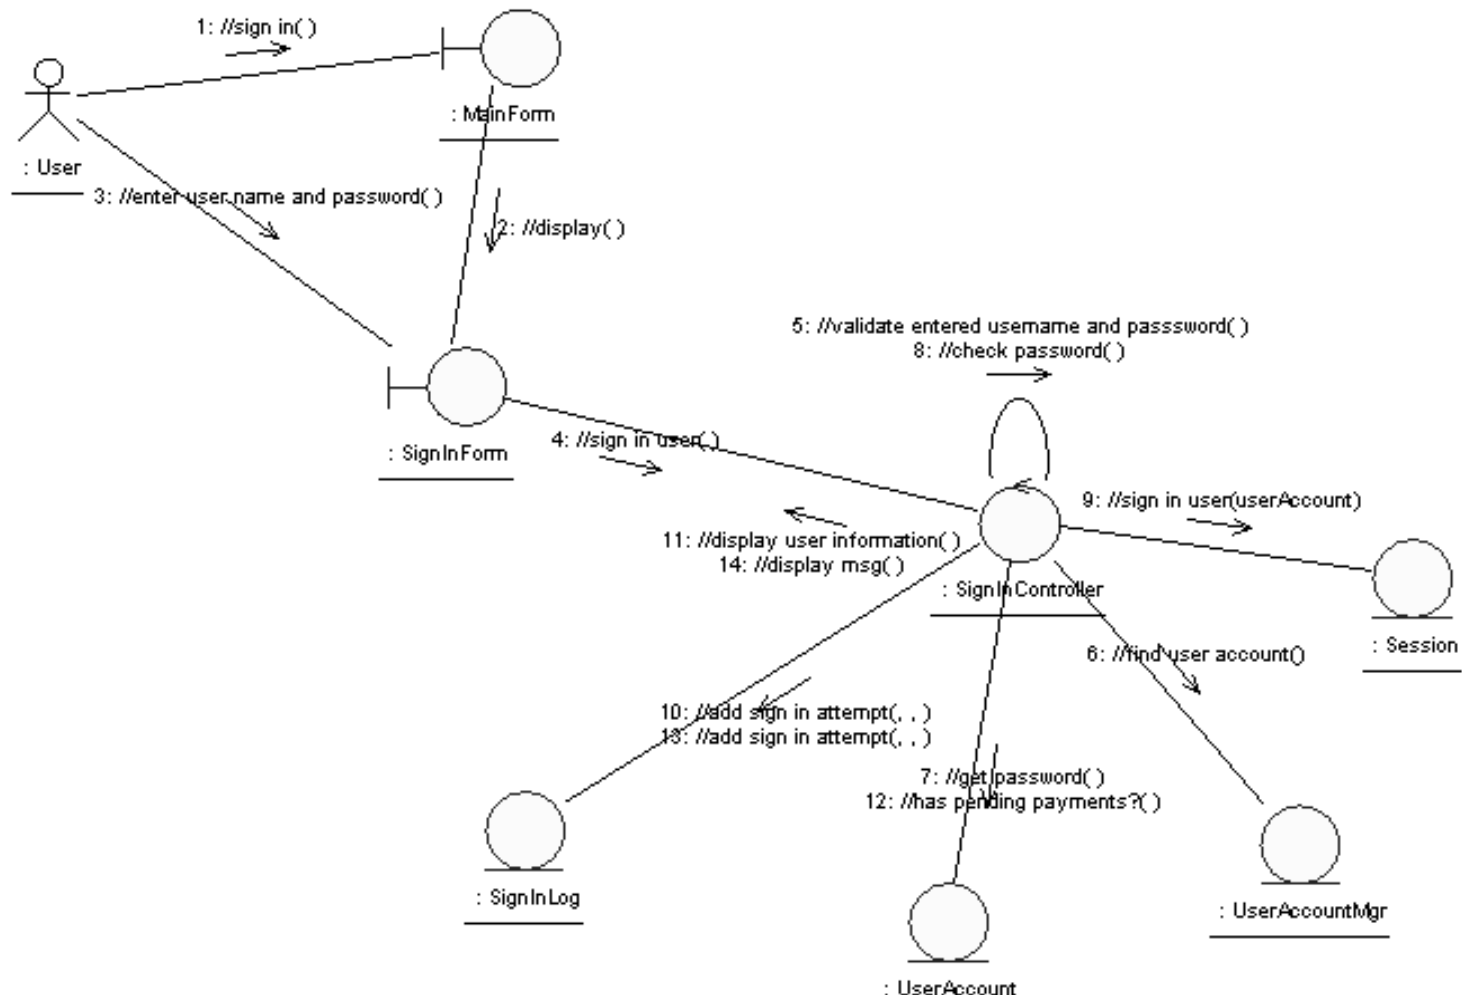 1: //sign in( )
: MainForm
: User
3: //enter user name and password( )
2: //display( )
5: //validate entered username and passsword( )
8: //check password( )
: SignInForm
4: //sign in user( )
9: //sign in user(userAccount)
11: //display user information( )
14: //display msg( )
: SignInController
: Session
6: //find user account()
10: //add sign in attempt(, , )
13: //add sign in attempt(, , )
7: //get password( )
12: //has pending payments?( )
: SignInLog
: UserAccountMgr
: UserAccount